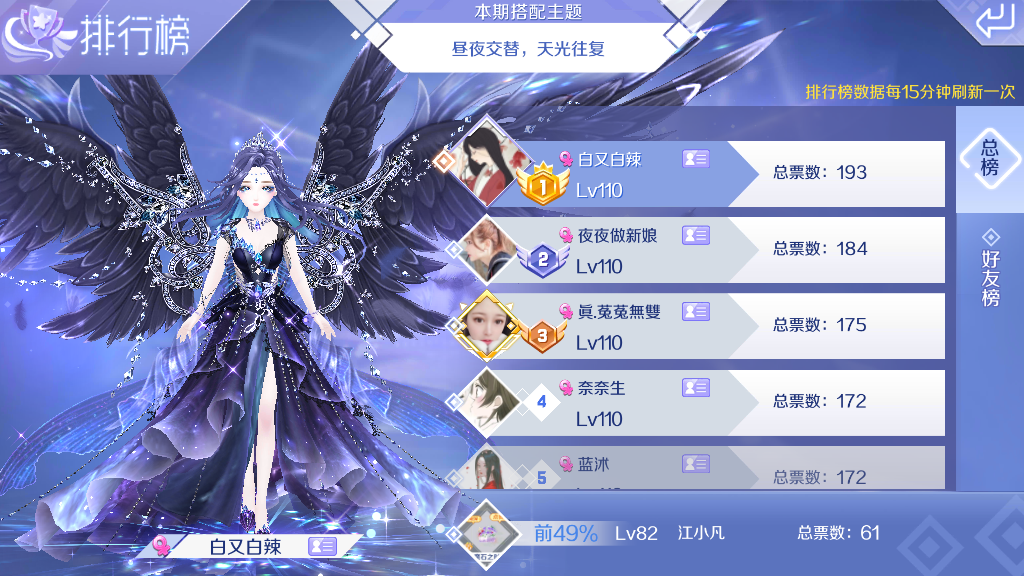 排行榜
本期搭配主题
昼夜交替，天光往复
排行榜数据每15分钟刷新一次
总榜
好友榜
1
白又白辣
Lv110
总票数：193
2
夜夜做新娘
Lv110
总票数：184
3
眞.菟菟無雙
Lv110
总票数：175
4
奈奈生
Lv110
总票数：172
5
蓝冰
总票数：172
前49% Lv82 江小凡 总票数：61
白又白辣